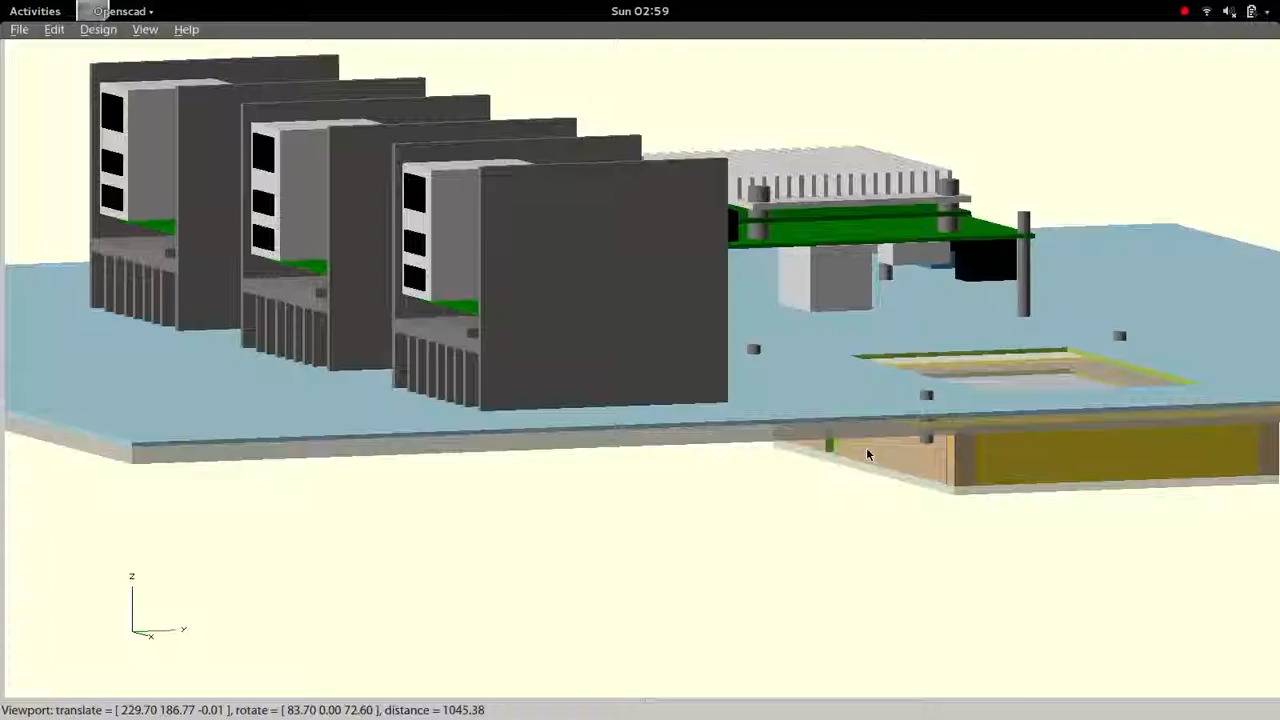 Activities Openscad Sun 02:59
File Edit Design View Help
Z
Y
X
Viewport: translate = [ 229.70 186.77 -0.01 ], rotate = [ 83.70 0.00 72.60 ], distance = 1045.38